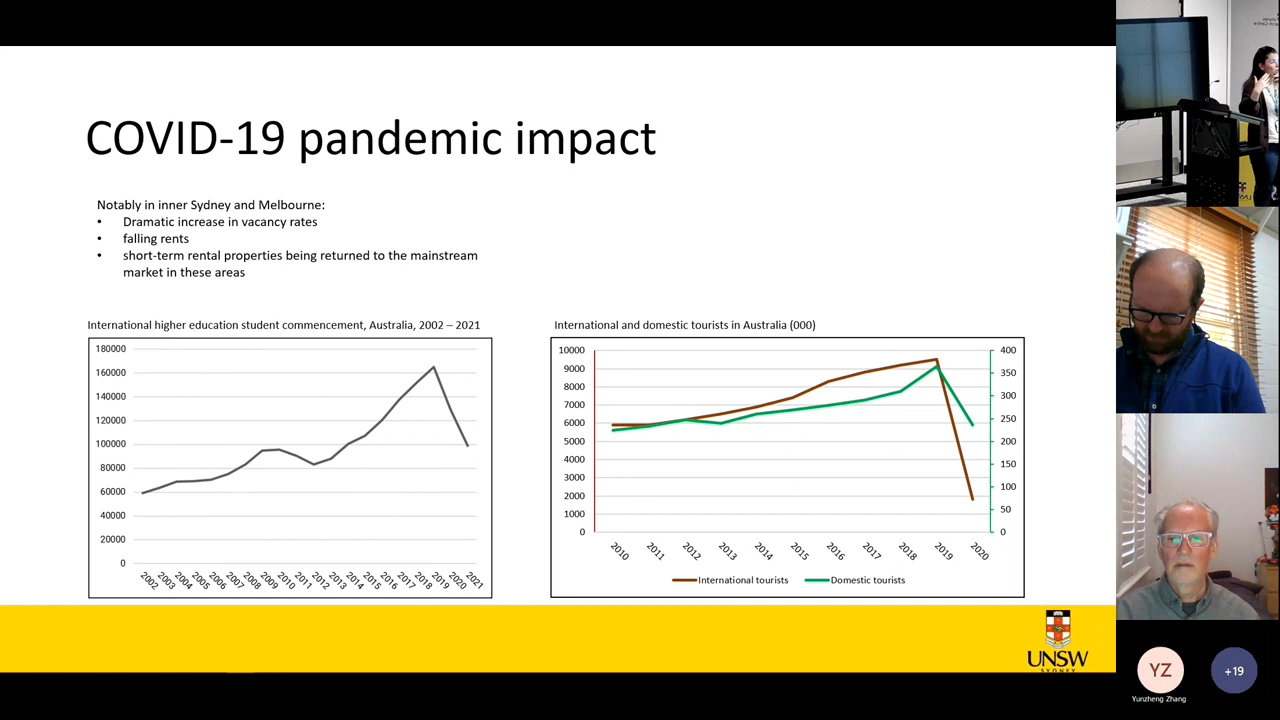 COVID-19 pandemic impact
Notably in inner Sydney and Melbourne:
• Dramatic increase in vacancy rates
• falling rents
• short-term rental properties being returned to the mainstream
market in these areas
International higher education student commencement, Australia, 2002 – 2021
180000
160000
140000
120000
100000
80000
60000
40000
20000
0
2002 2003 2004 2005 2006 2007 2008 2009 2010 2011 2012 2013 2014 2015 2016 2017 2018 2019 2020 2021
International and domestic tourists in Australia (000)
10000 400
9000 350
8000 300
7000 250
6000 200
5000 150
4000 100
3000 50
2000 0
1000
0
2010 2011 2012 2013 2014 2015 2016 2017 2018 2019 2020
International tourists Domestic tourists
UNSW
SYDNEY
YZ
+19
Yunzheng Zhang